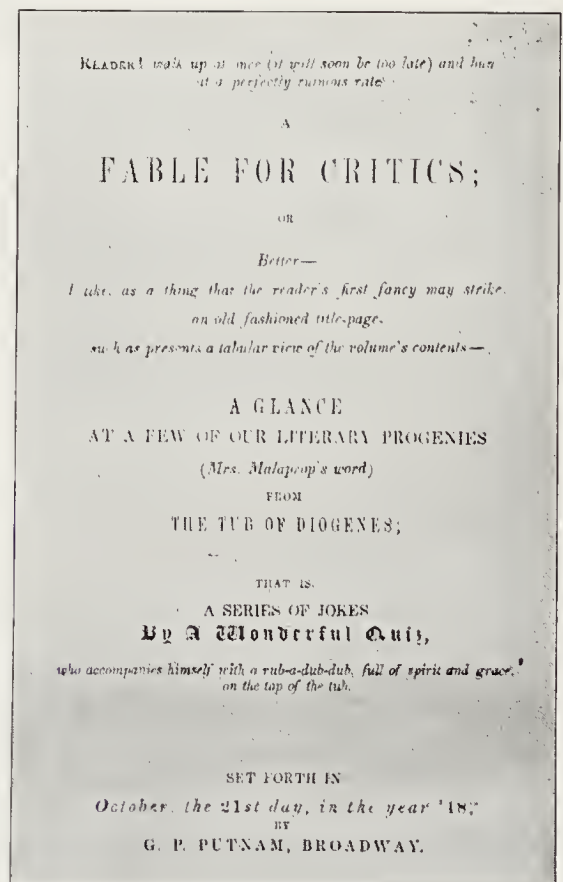 READER! walk up at once (it will soon be too late) and buy
at a perfectly ruinous rate
A
FABLE FOR CRITICS;
OR
Better—
I like, as a thing that the reader's first fancy may strike,
an old fashioned title-page,
such as presents a tabular view of the volume's contents—
A GLANCE
AT A FEW OF OUR LITERARY PROGENIES
(Mrs. Malaprop's word)
FROM
THE TUB OF DIOGENES;
THAT IS,
A SERIES OF JOKES
By A Wonderful Quiz,
who accompanies himself with a rub-a-dub-dub, full of spirit and grace,
on the top of the tub.
SET FORTH IN
October, the 21st day, in the year '48,
BY
G. P. PUTNAM, BROADWAY.